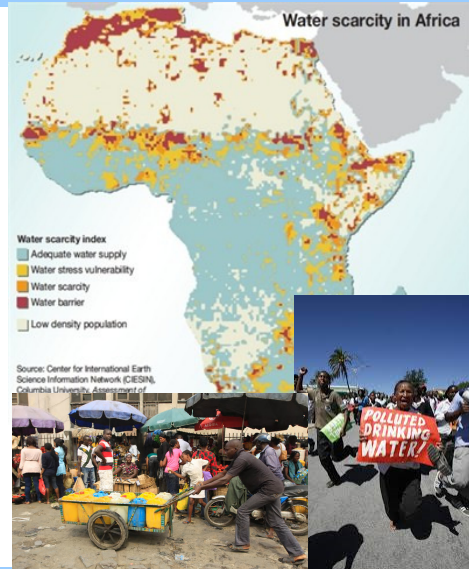 Water scarcity in Africa
Water scarcity index
Adequate water supply
Water stress vulnerability
Water scarcity
Water barrier
Low density population
Source: Center for International Earth
Science Information Network (CIESIN),
Columbia University, Assessment of
POLLUTED
DRINKING
WATER!